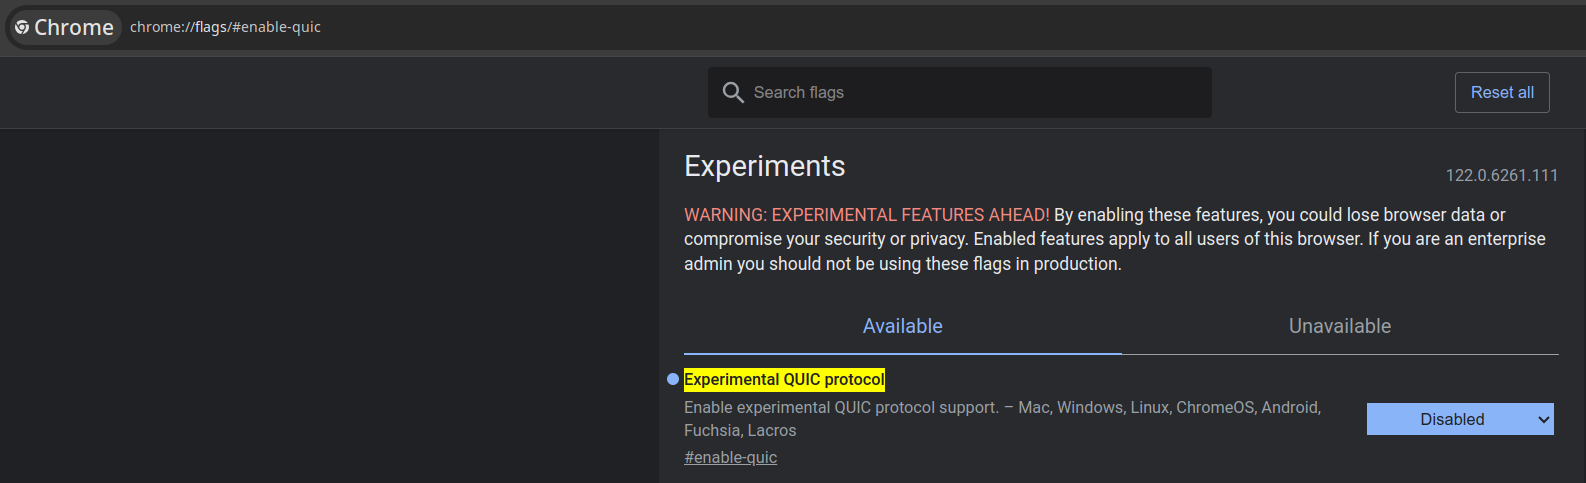 Chrome chrome://flags/#enable-quic
Search flags
Reset all
Experiments
122.0.6261.111
WARNING: EXPERIMENTAL FEATURES AHEAD! By enabling these features, you could lose browser data or
compromise your security or privacy. Enabled features apply to all users of this browser. If you are an enterprise
admin you should not be using these flags in production.
Available
Unavailable
Experimental QUIC protocol
Enable experimental QUIC protocol support. – Mac, Windows, Linux, ChromeOS, Android,
Fuchsia, Lacros
Disabled
#enable-quic